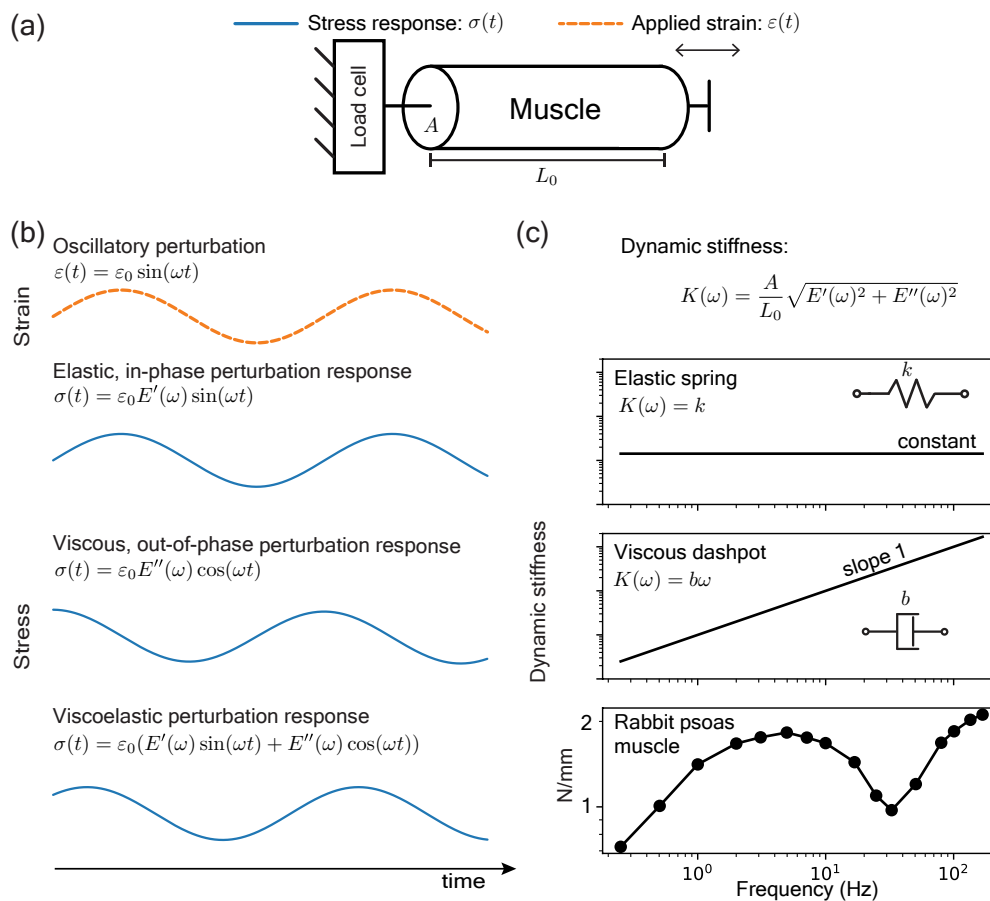 (a)
Stress response: σ(t)
Applied strain: ε(t)
Load cell
A
Muscle
L₀
(b)
Oscillatory perturbation
ε(t) = ε₀ sin(ωt)
Strain
Elastic, in-phase perturbation response
σ(t) = ε₀E′(ω) sin(ωt)
Viscous, out-of-phase perturbation response
σ(t) = ε₀E″(ω) cos(ωt)
Stress
Viscoelastic perturbation response
σ(t) = ε₀(E′(ω) sin(ωt) + E″(ω) cos(ωt))
time
(c)
Dynamic stiffness:
K(ω) = A/L₀ √(E′(ω)² + E″(ω)²)
Elastic spring
K(ω) = k
k
constant
Dynamic stiffness
Viscous dashpot
K(ω) = bω
slope 1
b
Rabbit psoas
muscle
N/mm
2
1
10⁰
10¹
10²
Frequency (Hz)